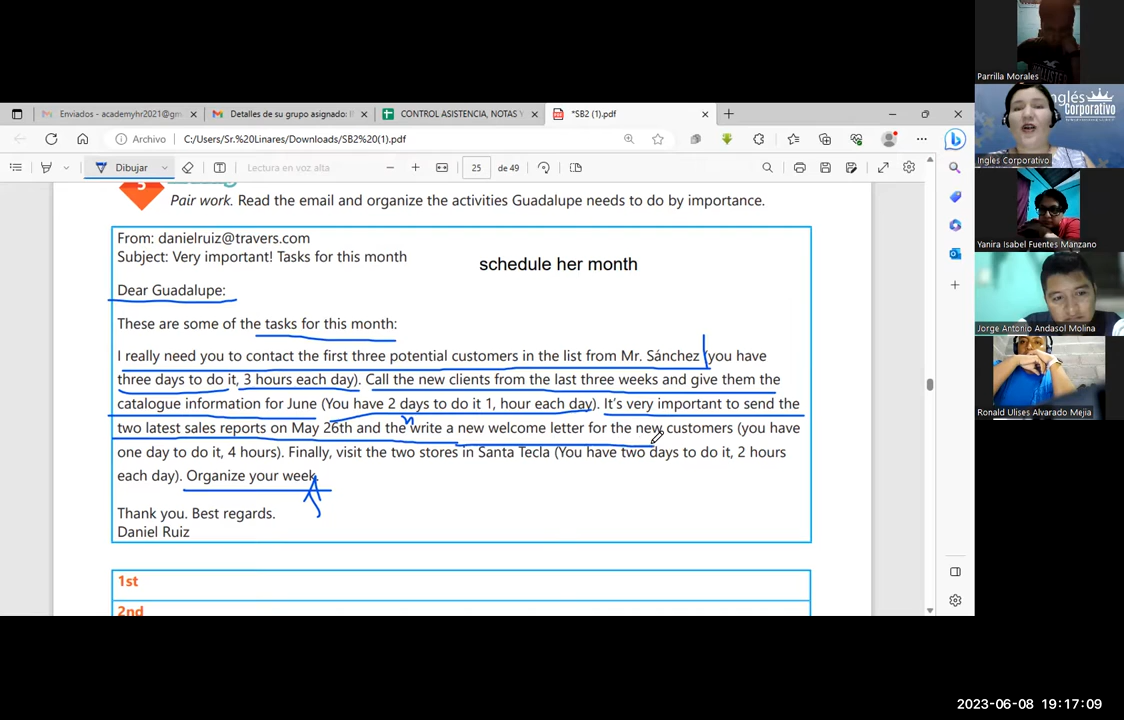 Enviados - academyhr2021@gm
Detalles de su grupo asignado:
CONTROL ASISTENCIA, NOTAS Y
*SB2 (1).pdf
Archivo
C:/Users/Sr.%20Linares/Downloads/SB2%20(1).pdf
Dibujar
Lectura en voz alta
25
de 49
Pair work. Read the email and organize the activities Guadalupe needs to do by importance.
From: danielruiz@travers.com
Subject: Very important! Tasks for this month
schedule her month
Dear Guadalupe:
These are some of the tasks for this month:
I really need you to contact the first three potential customers in the list from Mr. Sánchez (you have
three days to do it, 3 hours each day). Call the new clients from the last three weeks and give them the
catalogue information for June (You have 2 days to do it 1, hour each day). It's very important to send the
two latest sales reports on May 26th and the write a new welcome letter for the new customers (you have
n
one day to do it, 4 hours). Finally, visit the two stores in Santa Tecla (You have two days to do it, 2 hours
each day). Organize your week.
Thank you. Best regards.
Daniel Ruiz
1st
2nd
Parrilla Morales
Inglés
Corporativo
Ingles Corporativo
Yanira Isabel Fuentes Manzano
Jorge Antonio Andasol Molina
Ronald Ulises Alvarado Mejia
2023-06-08 19:17:09